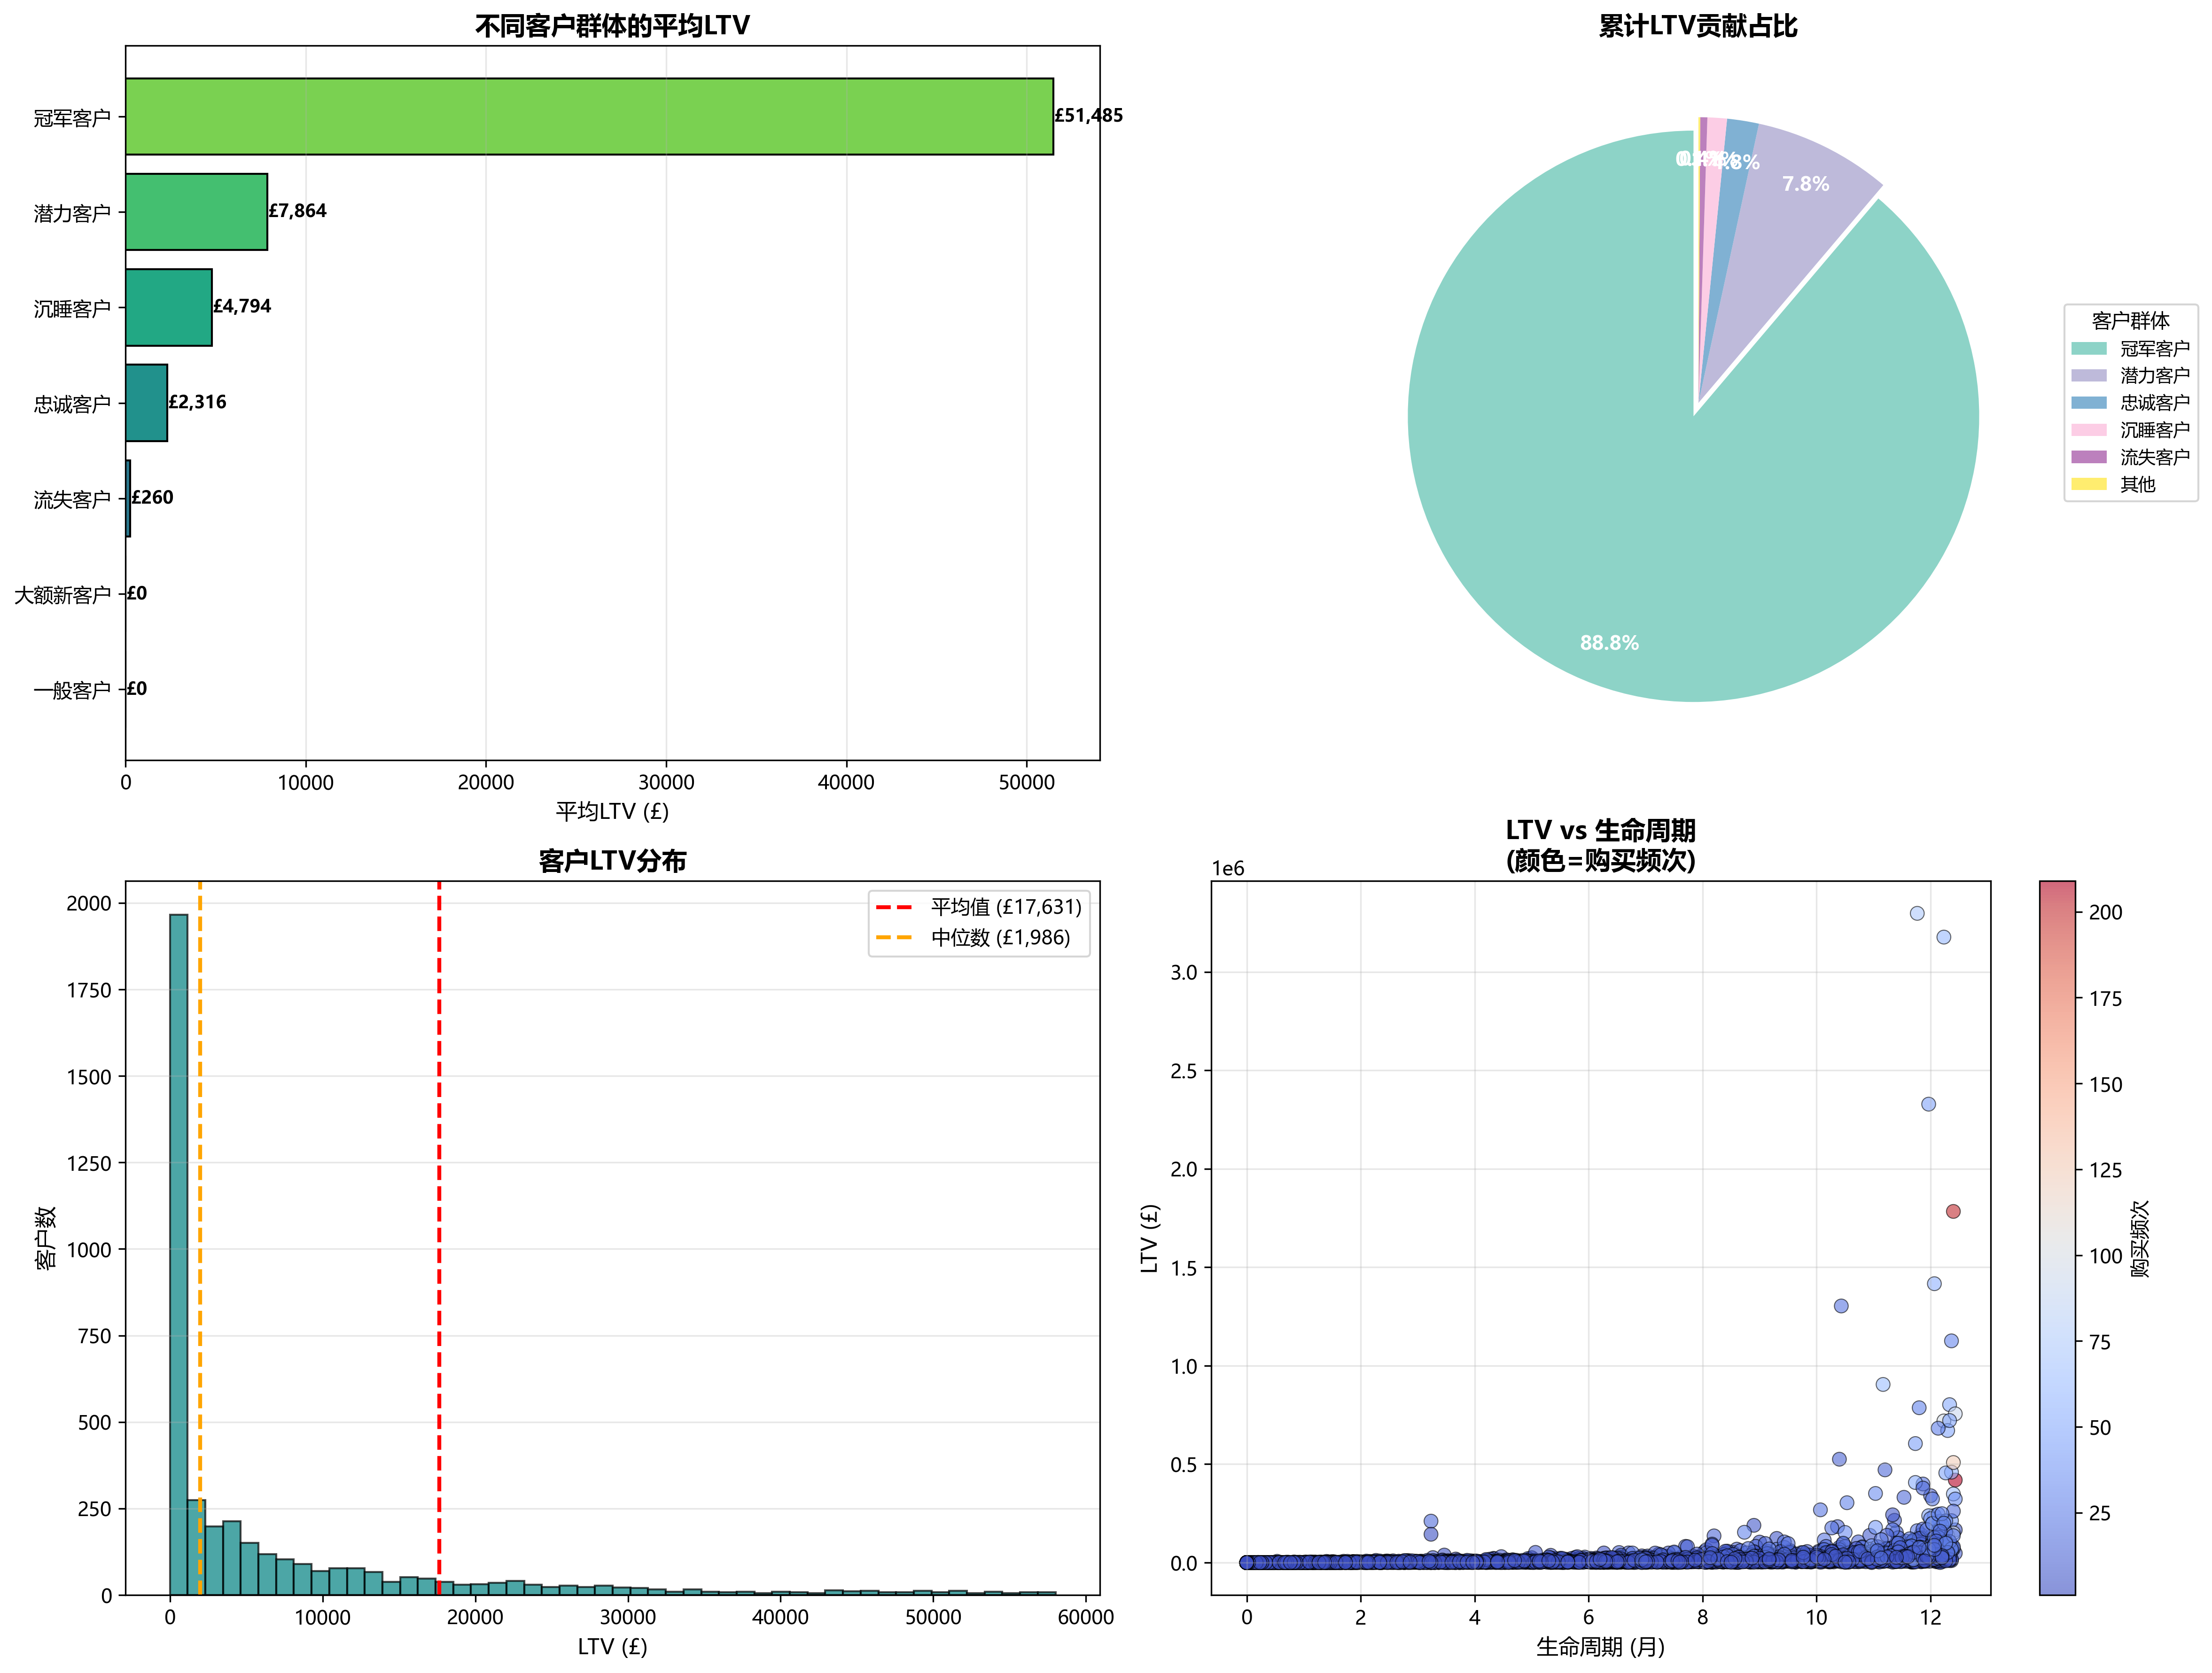 不同客户群体的平均LTV
冠军客户
£51,485
潜力客户
£7,864
沉睡客户
£4,794
忠诚客户
£2,316
流失客户
£260
大额新客户
£0
一般客户
£0
0 10000 20000 30000 40000 50000
平均LTV (£)
累计LTV贡献占比
7.8%
88.8%
客户群体
冠军客户
潜力客户
忠诚客户
沉睡客户
流失客户
其他
客户LTV分布
2000
1750
1500
1250
1000
750
500
250
0
客户数
平均值 (£17,631)
中位数 (£1,986)
0 10000 20000 30000 40000 50000 60000
LTV (£)
LTV vs 生命周期
(颜色=购买频次)
1e6
3.0
2.5
2.0
1.5
1.0
0.5
0.0
LTV (£)
0 2 4 6 8 10 12
生命周期 (月)
200
175
150
125
100
75
50
25
购买频次